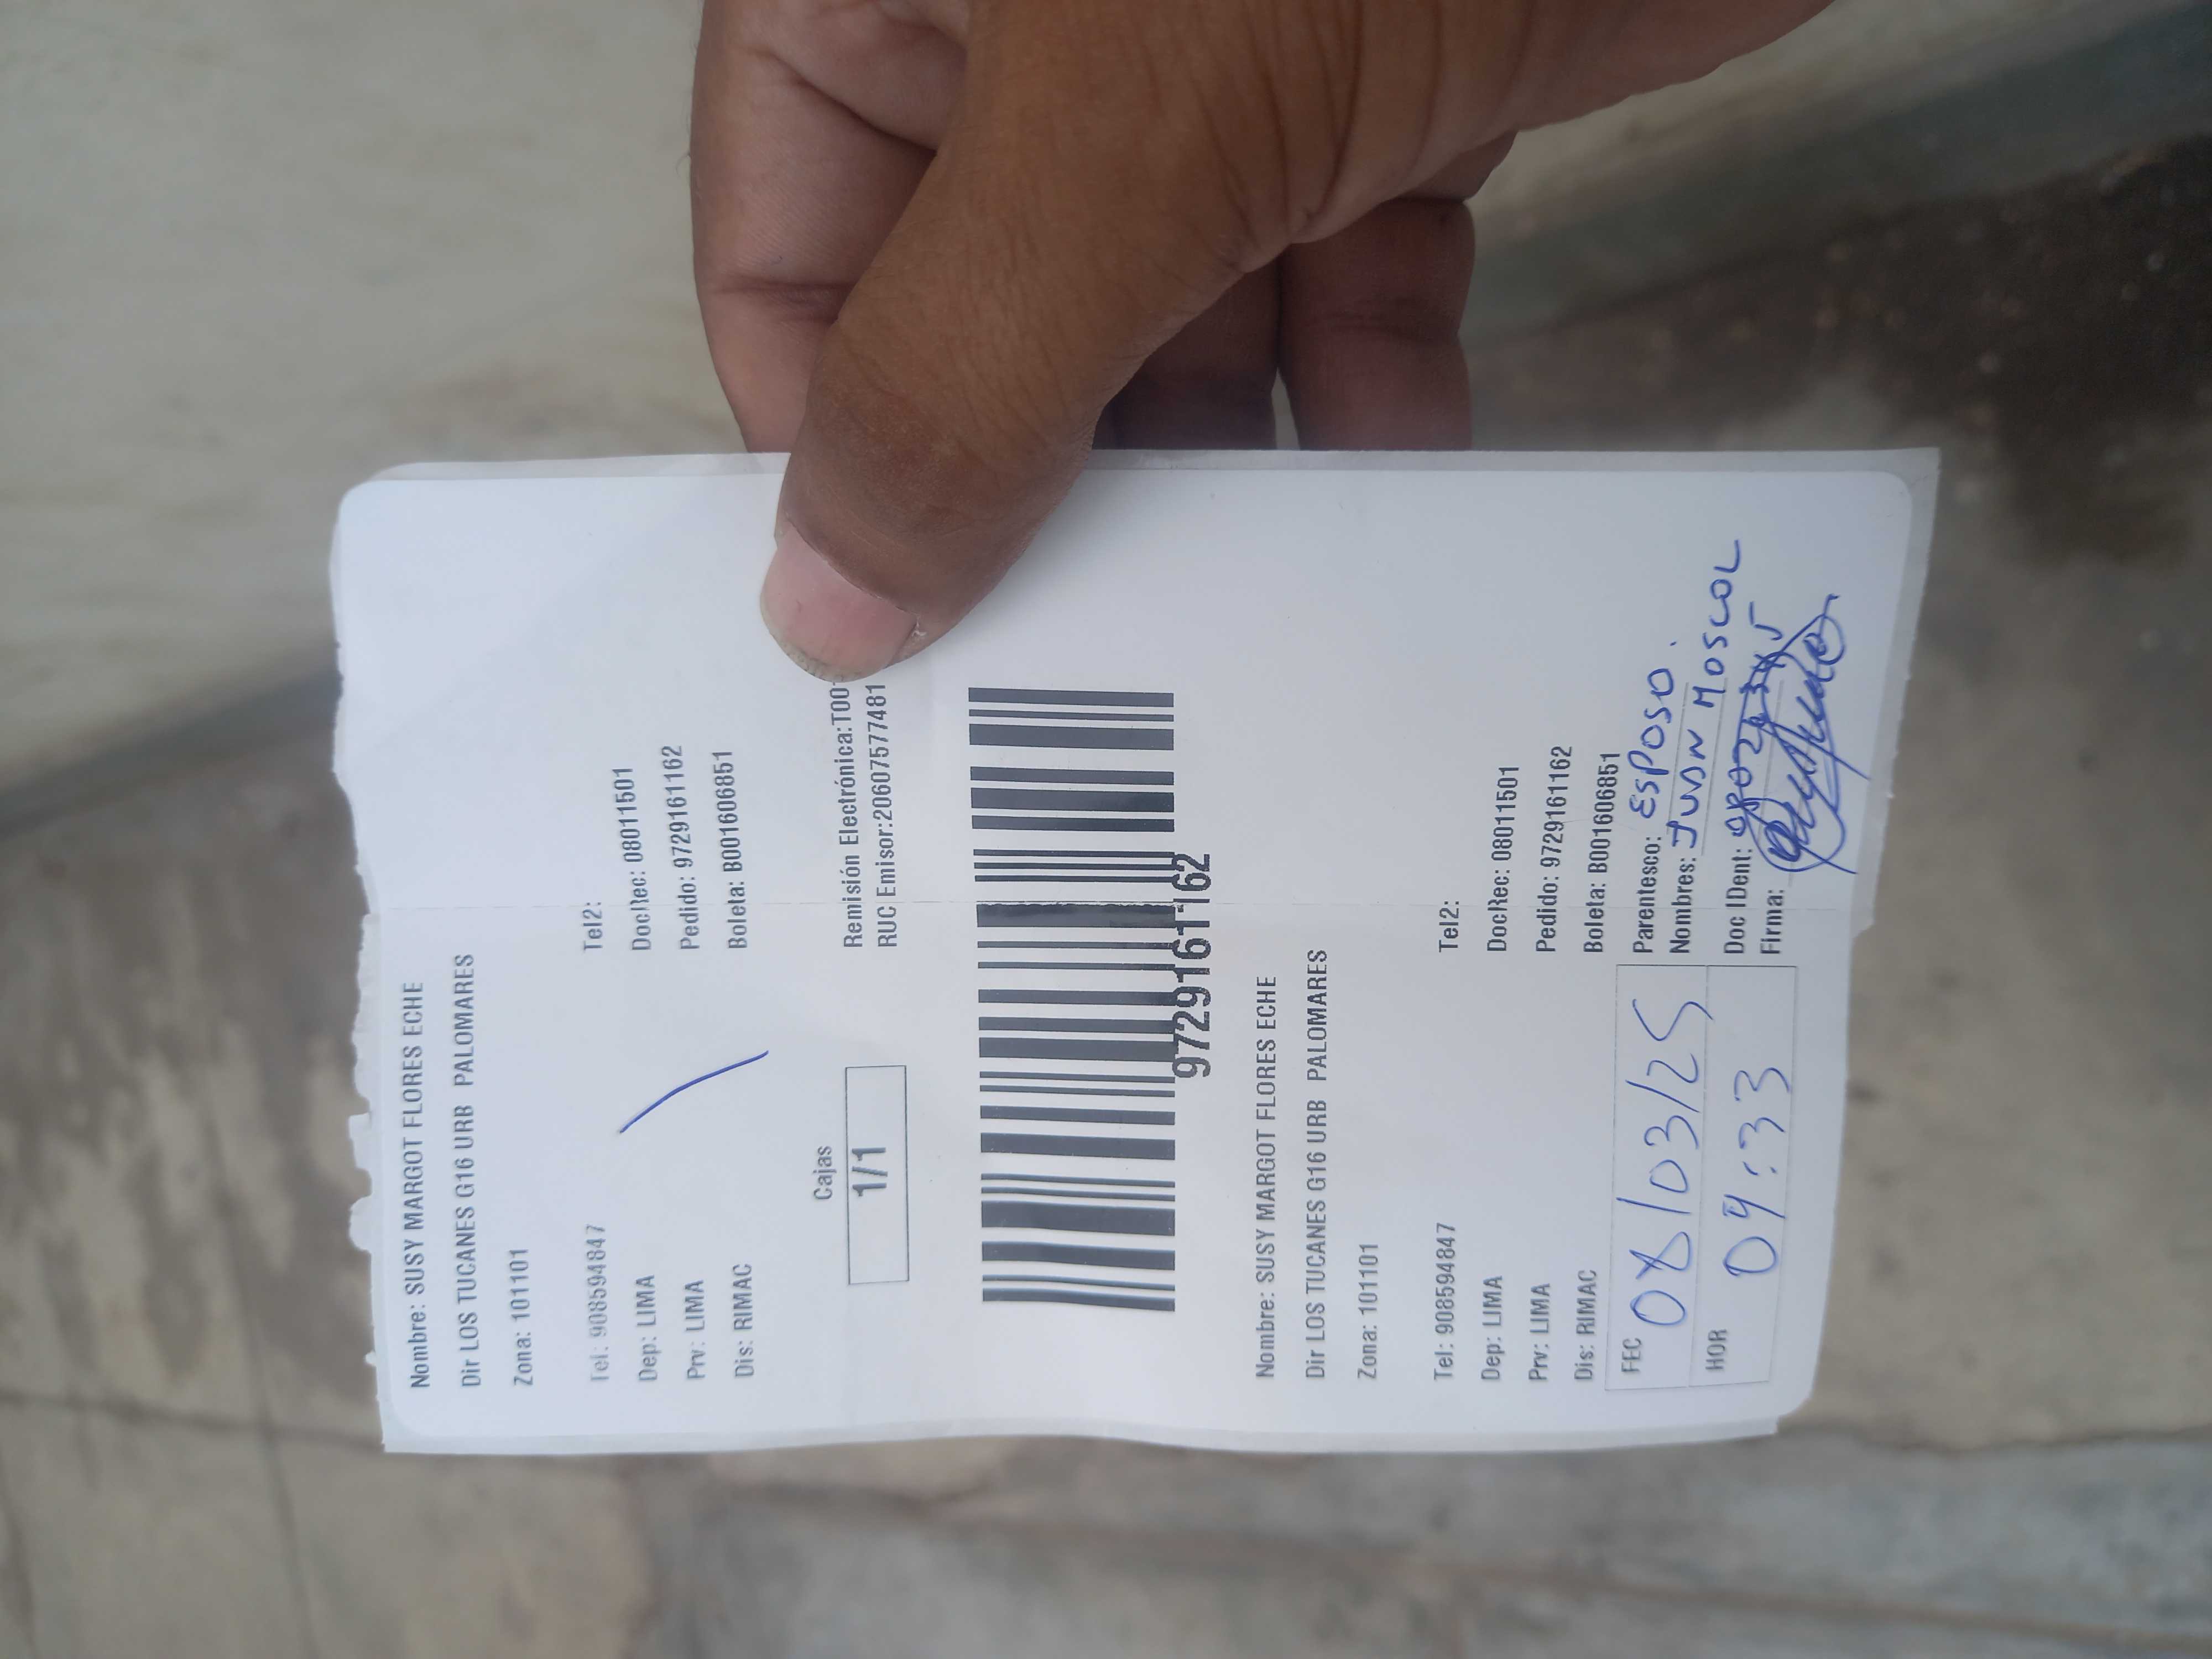 Nombre: SUSY MARGOT FLORES ECHE
Dir LOS TUCANES G16 URB PALOMARES
Zona: 101101
Tel: 908594847 Tel2:
Dep: LIMA DocRec: 08011501
Prv: LIMA Pedido: 9729161162
Dis: RIMAC Boleta: B001606851
Cajas
1/1
Remisión Electrónica:T00
RUC Emisor:20607577481
9729161162
Nombre: SUSY MARGOT FLORES ECHE
Dir LOS TUCANES G16 URB PALOMARES
Zona: 101101
Tel: 908594847 Tel2:
Dep: LIMA DocRec: 08011501
Prv: LIMA Pedido: 9729161162
Dis: RIMAC Boleta: B001606851
FEC 08/03/25 Parentesco: ESPOSO.
Nombres: JUAN MOSCOL
HOR 04:33 Doc IDent:
Firma: